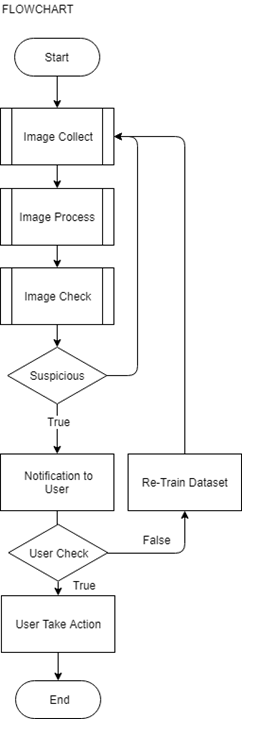 FLOWCHART
Start
Image Collect
Image Process
Image Check
Suspicious
True
Notification to
User
Re-Train Dataset
User Check
False
True
User Take Action
End